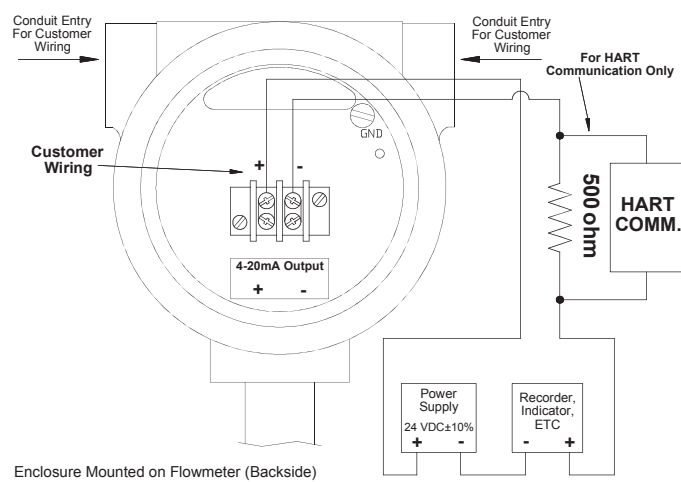 Conduit Entry
For Customer
Wiring
Conduit Entry
For Customer
Wiring
For HART
Communication Only
GND
Customer
Wiring
+ -
500 ohm
HART
COMM.
4-20mA Output
+ -
Power
Supply
24 VDC±10%
+ -
Recorder,
Indicator,
ETC
- +
Enclosure Mounted on Flowmeter (Backside)